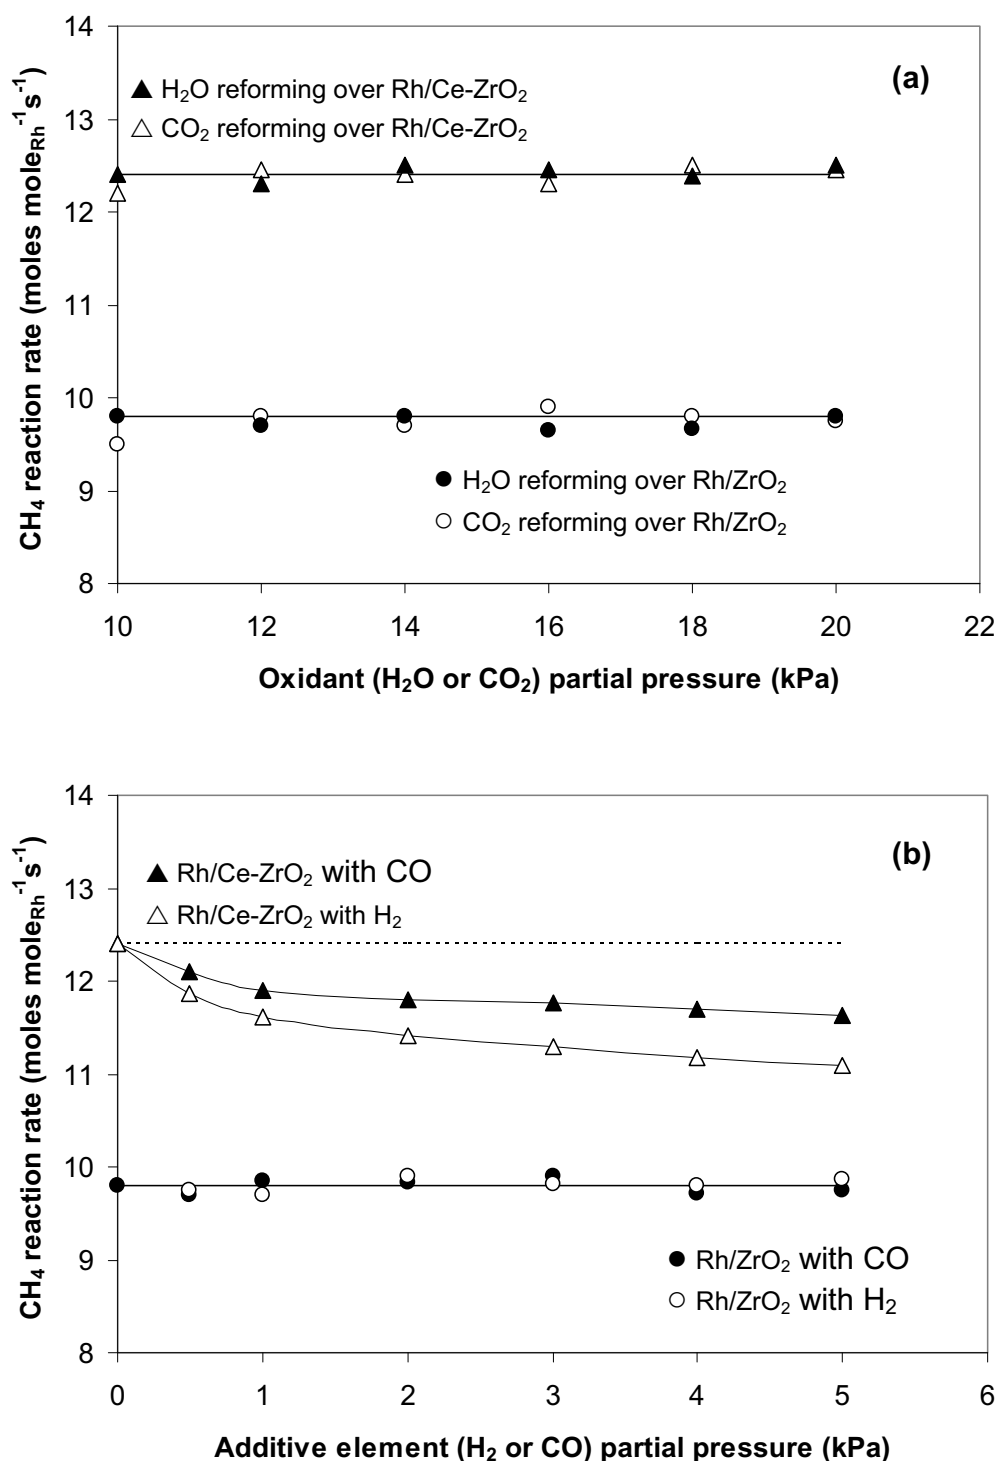 14
13
12
11
10
9
8
CH₄ reaction rate (moles mole_Rh⁻¹s⁻¹)
(a)
▲ H₂O reforming over Rh/Ce-ZrO₂
△ CO₂ reforming over Rh/Ce-ZrO₂
● H₂O reforming over Rh/ZrO₂
○ CO₂ reforming over Rh/ZrO₂
10 12 14 16 18 20 22
Oxidant (H₂O or CO₂) partial pressure (kPa)
14
13
12
11
10
9
8
CH₄ reaction rate (moles mole_Rh⁻¹s⁻¹)
(b)
▲ Rh/Ce-ZrO₂ with CO
△ Rh/Ce-ZrO₂ with H₂
● Rh/ZrO₂ with CO
○ Rh/ZrO₂ with H₂
0 1 2 3 4 5 6
Additive element (H₂ or CO) partial pressure (kPa)